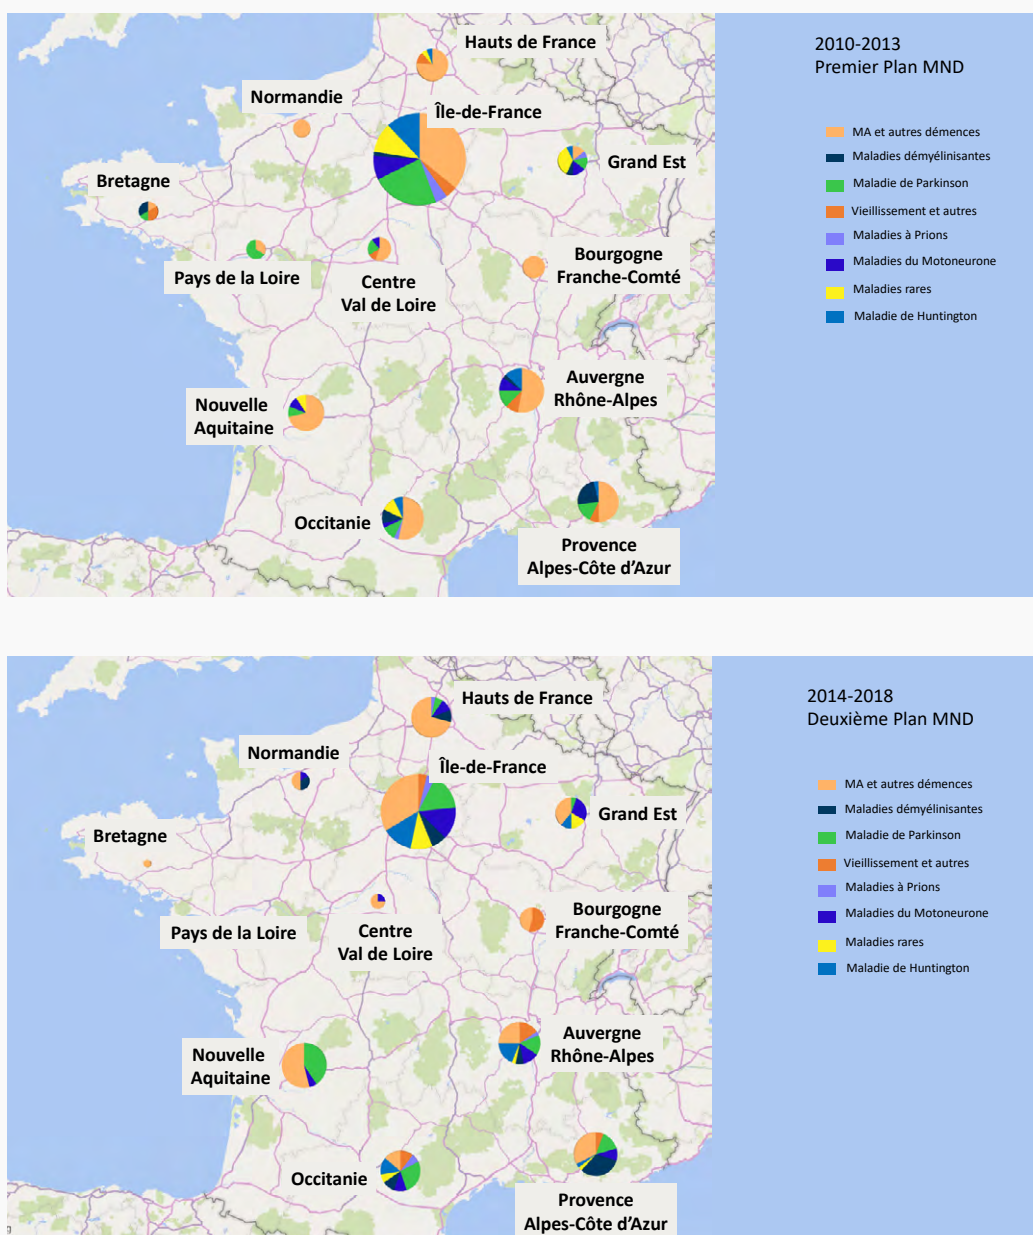 Hauts de France
Normandie
Île-de-France
Grand Est
Bretagne
Pays de la Loire
Centre
Val de Loire
Bourgogne
Franche-Comté
Auvergne
Rhône-Alpes
Nouvelle
Aquitaine
Occitanie
Provence
Alpes-Côte d’Azur
2010-2013
Premier Plan MND
MA et autres démences
Maladies démyélinisantes
Maladie de Parkinson
Vieillissement et autres
Maladies à Prions
Maladies du Motoneurone
Maladies rares
Maladie de Huntington
Hauts de France
Normandie
Île-de-France
Grand Est
Bretagne
Pays de la Loire
Centre
Val de Loire
Bourgogne
Franche-Comté
Auvergne
Rhône-Alpes
Nouvelle
Aquitaine
Occitanie
Provence
Alpes-Côte d’Azur
2014-2018
Deuxième Plan MND
MA et autres démences
Maladies démyélinisantes
Maladie de Parkinson
Vieillissement et autres
Maladies à Prions
Maladies du Motoneurone
Maladies rares
Maladie de Huntington